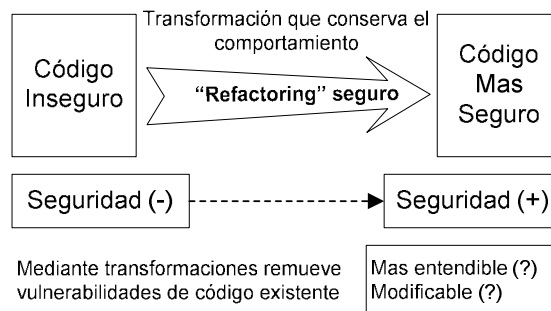 Transformación que conserva el
comportamiento
Código
Inseguro
“Refactoring” seguro
Código
Mas
Seguro
Seguridad (-)
Seguridad (+)
Mediante transformaciones remueve
vulnerabilidades de código existente
Mas entendible (?)
Modificable (?)